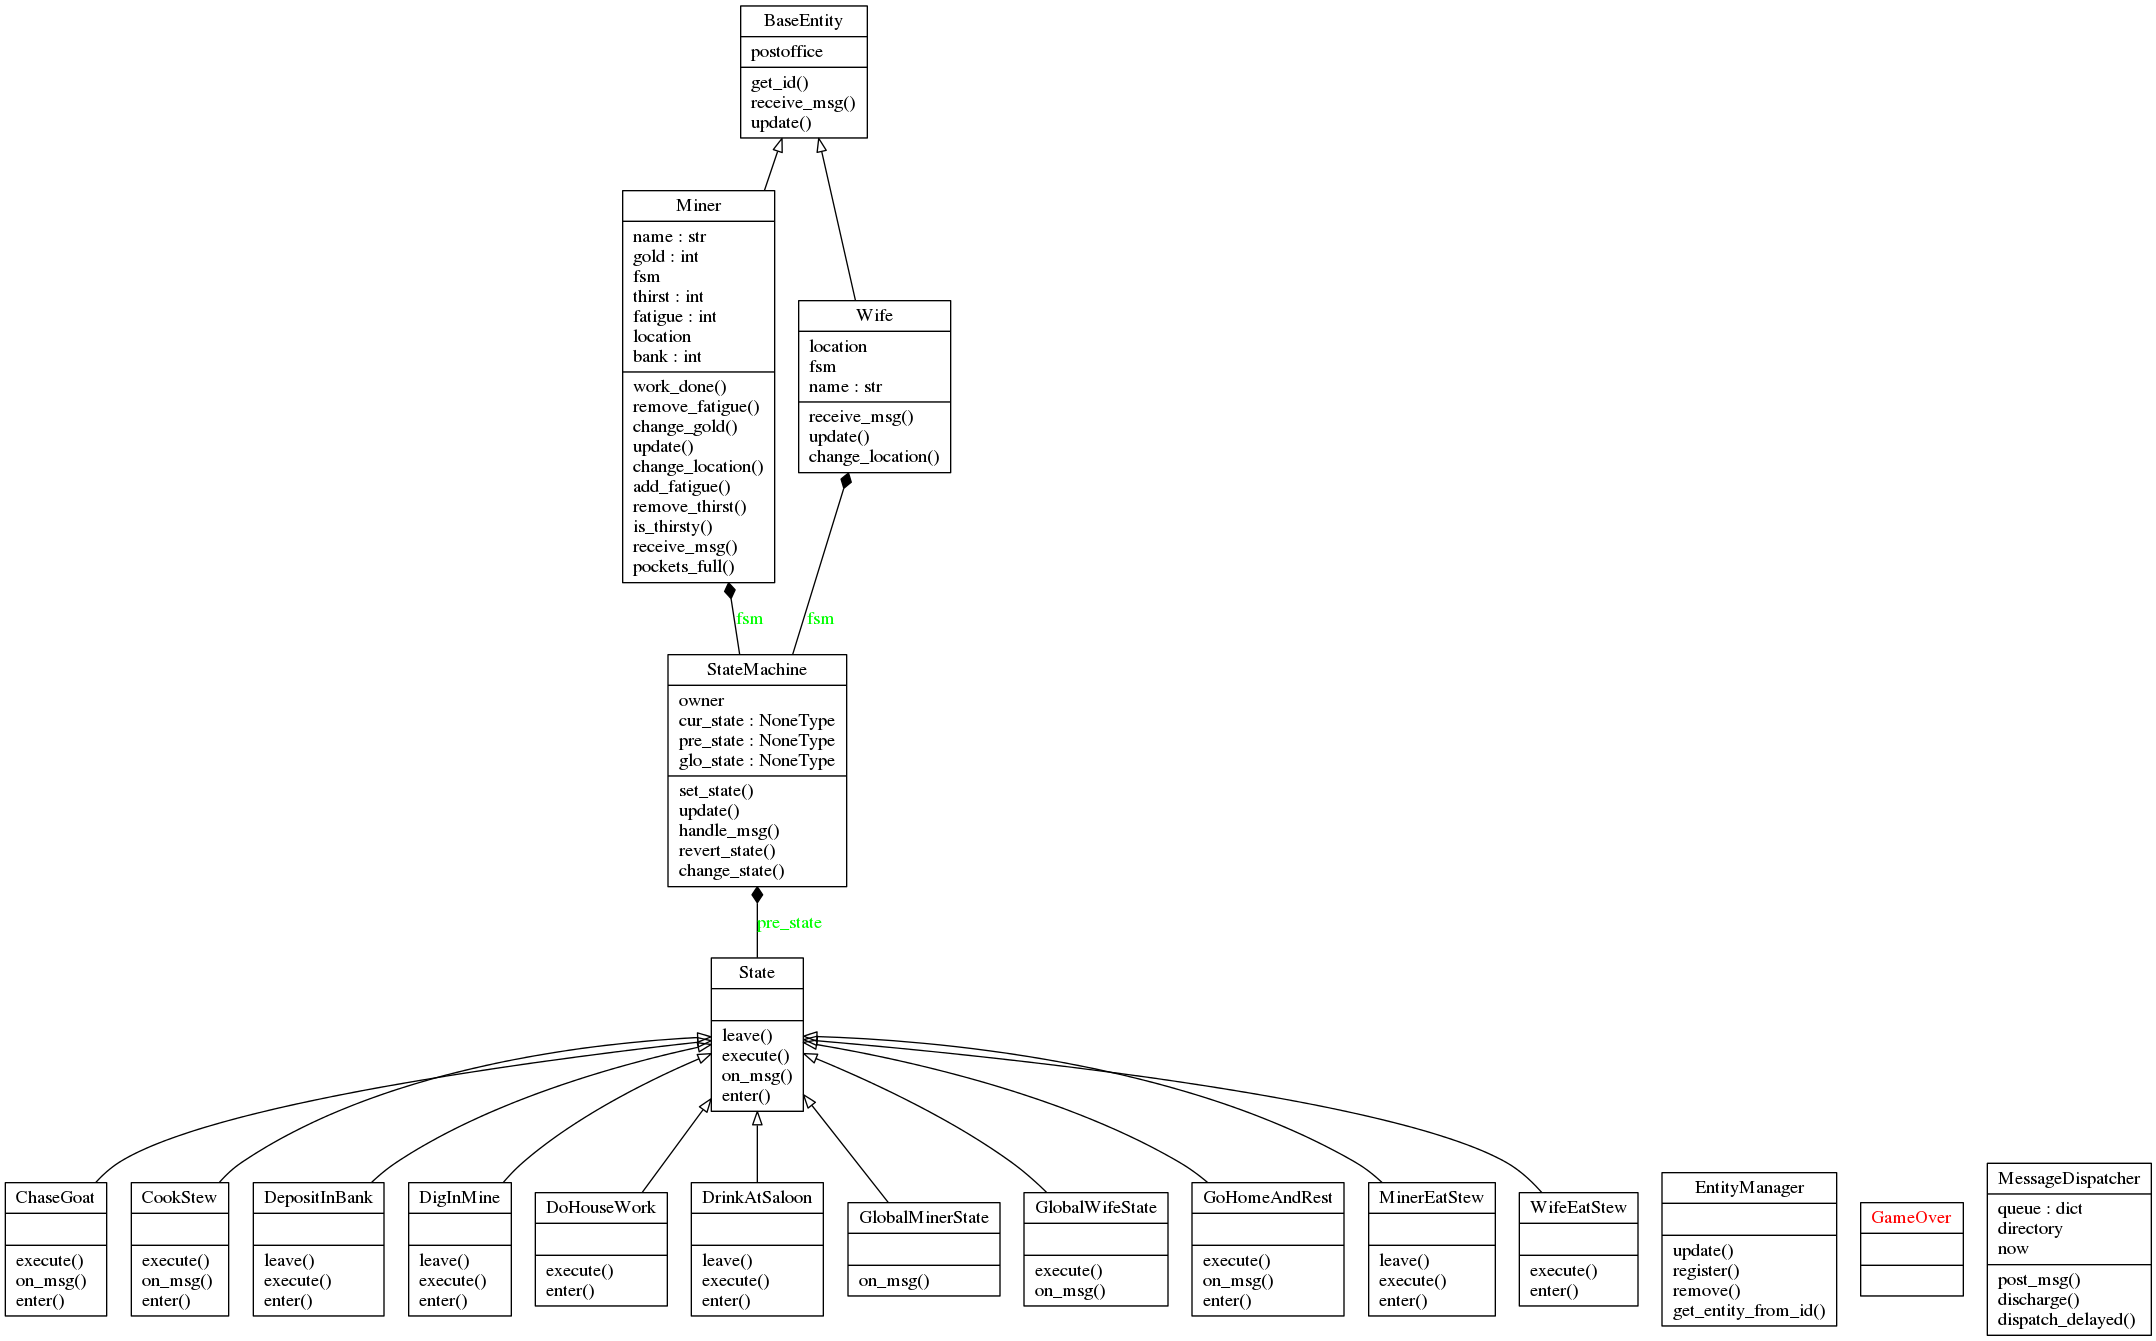 BaseEntity
postoffice
get_id()
receive_msg()
update()
Miner
name : str
gold : int
fsm
thirst : int
fatigue : int
location
bank : int
work_done()
remove_fatigue()
change_gold()
update()
change_location()
add_fatigue()
remove_thirst()
is_thirsty()
receive_msg()
pockets_full()
Wife
location
fsm
name : str
receive_msg()
update()
change_location()
fsm
fsm
StateMachine
owner
cur_state : NoneType
pre_state : NoneType
glo_state : NoneType
set_state()
update()
handle_msg()
revert_state()
change_state()
pre_state
State
leave()
execute()
on_msg()
enter()
ChaseGoat
execute()
on_msg()
enter()
CookStew
execute()
on_msg()
enter()
DepositInBank
leave()
execute()
enter()
DigInMine
leave()
execute()
enter()
DoHouseWork
execute()
enter()
DrinkAtSaloon
leave()
execute()
enter()
GlobalMinerState
on_msg()
GlobalWifeState
execute()
on_msg()
GoHomeAndRest
execute()
on_msg()
enter()
MinerEatStew
leave()
execute()
enter()
WifeEatStew
execute()
enter()
EntityManager
update()
register()
remove()
get_entity_from_id()
GameOver
MessageDispatcher
queue : dict
directory
now
post_msg()
discharge()
dispatch_delayed()